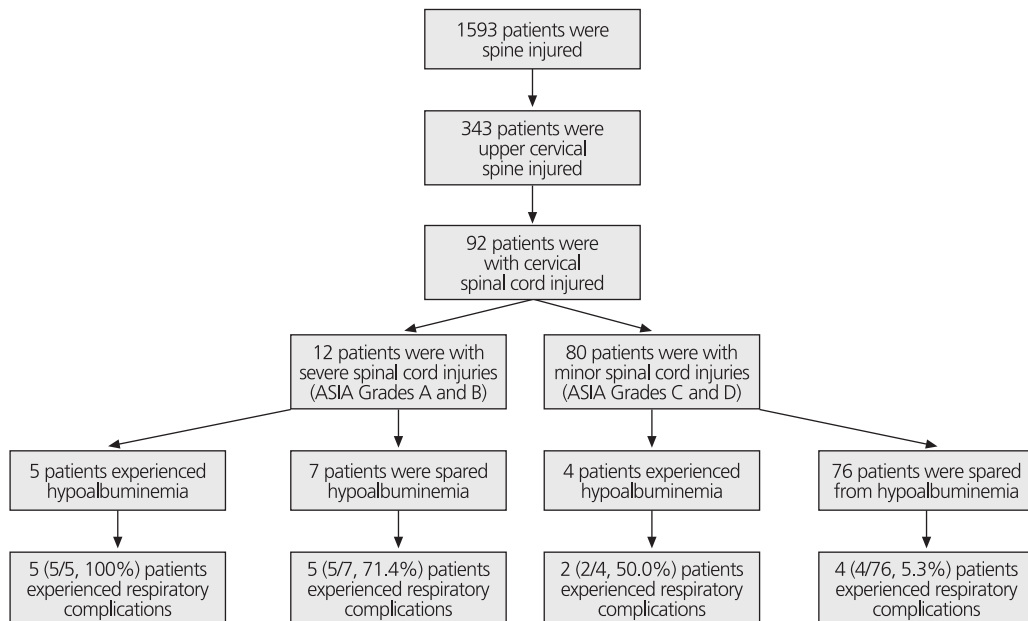 1593 patients were
spine injured
343 patients were
upper cervical
spine injured
92 patients were
with cervical
spinal cord injured
12 patients were with
severe spinal cord injuries
(ASIA Grades A and B)
80 patients were with
minor spinal cord injuries
(ASIA Grades C and D)
5 patients experienced
hypoalbuminemia
7 patients were spared
hypoalbuminemia
4 patients experienced
hypoalbuminemia
76 patients were spared
from hypoalbuminemia
5 (5/5, 100%) patients
experienced respiratory
complications
5 (5/7, 71.4%) patients
experienced respiratory
complications
2 (2/4, 50.0%) patients
experienced respiratory
complications
4 (4/76, 5.3%) patients
experienced respiratory
complications